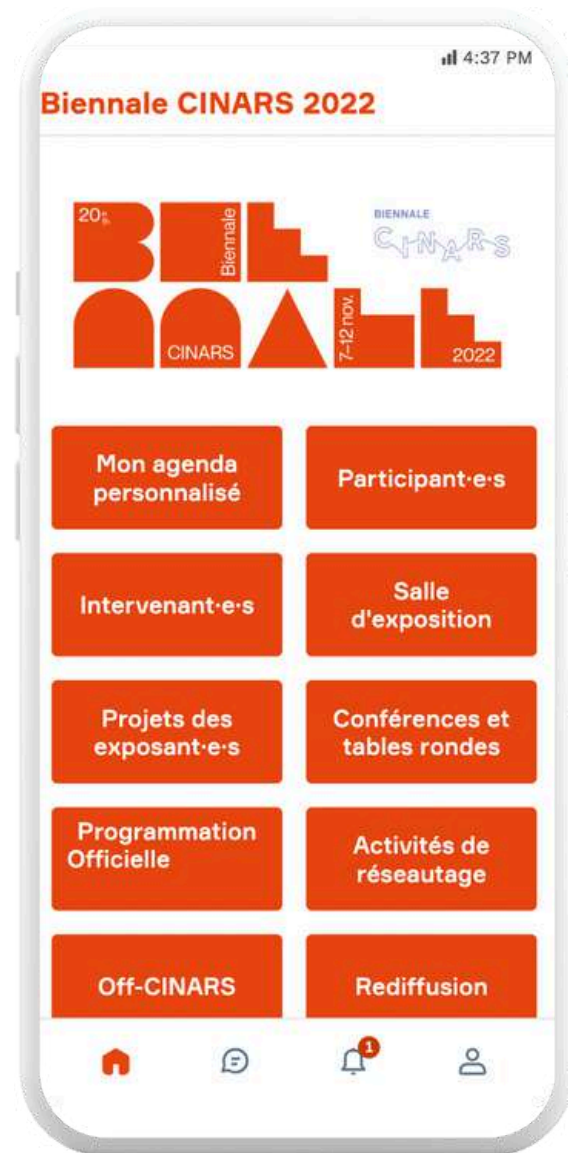 4:37 PM
Biennale CINARS 2022
20e
Biennale
BIENNALE
CINARS
CINARS
7–12 nov.
2022
Mon agenda
personnalisé
Participant·e·s
Intervenant·e·s
Salle
d'exposition
Projets des
exposant·e·s
Conférences et
tables rondes
Programmation
Officielle
Activités de
réseautage
Off-CINARS
Rediffusion
1